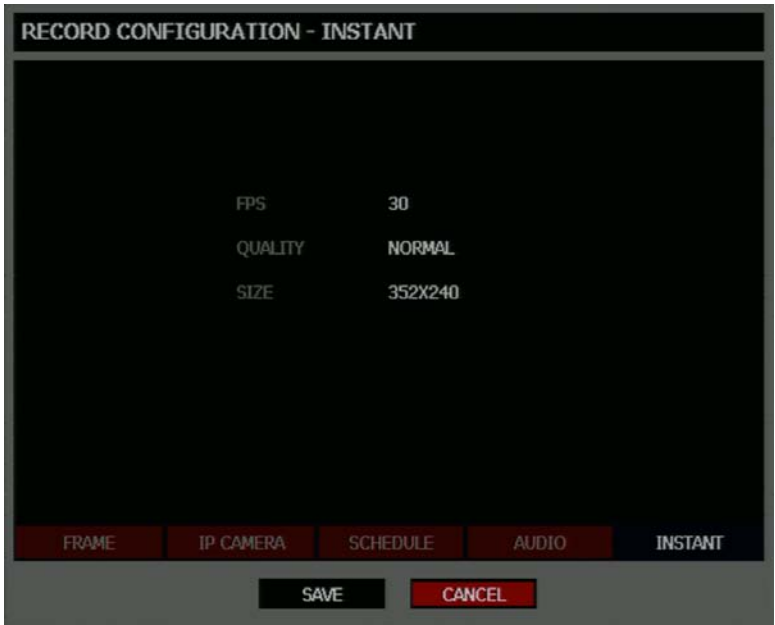 RECORD CONFIGURATION - INSTANT
FPS 30
QUALITY NORMAL
SIZE 352X240
FRAME IP CAMERA SCHEDULE AUDIO INSTANT
SAVE CANCEL